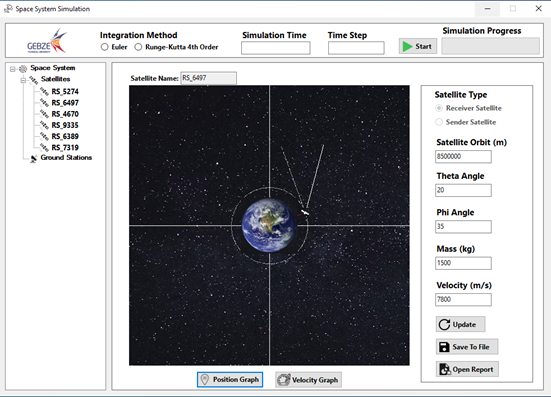 Space System Simulation
GEBZE
TECHNICAL UNIVERSITY
Integration Method
Euler
Runge-Kutta 4th Order
Simulation Time
Time Step
Start
Simulation Progress
Space System
Satellites
RS_5274
RS_6497
RS_4670
RS_9335
RS_6389
RS_7319
Ground Stations
Satellite Name: RS_6497
Satellite Type
Receiver Satellite
Sender Satellite
Satellite Orbit (m)
8500000
Theta Angle
20
Phi Angle
35
Mass (kg)
1500
Velocity (m/s)
7800
Update
Save To File
Open Report
Position Graph
Velocity Graph